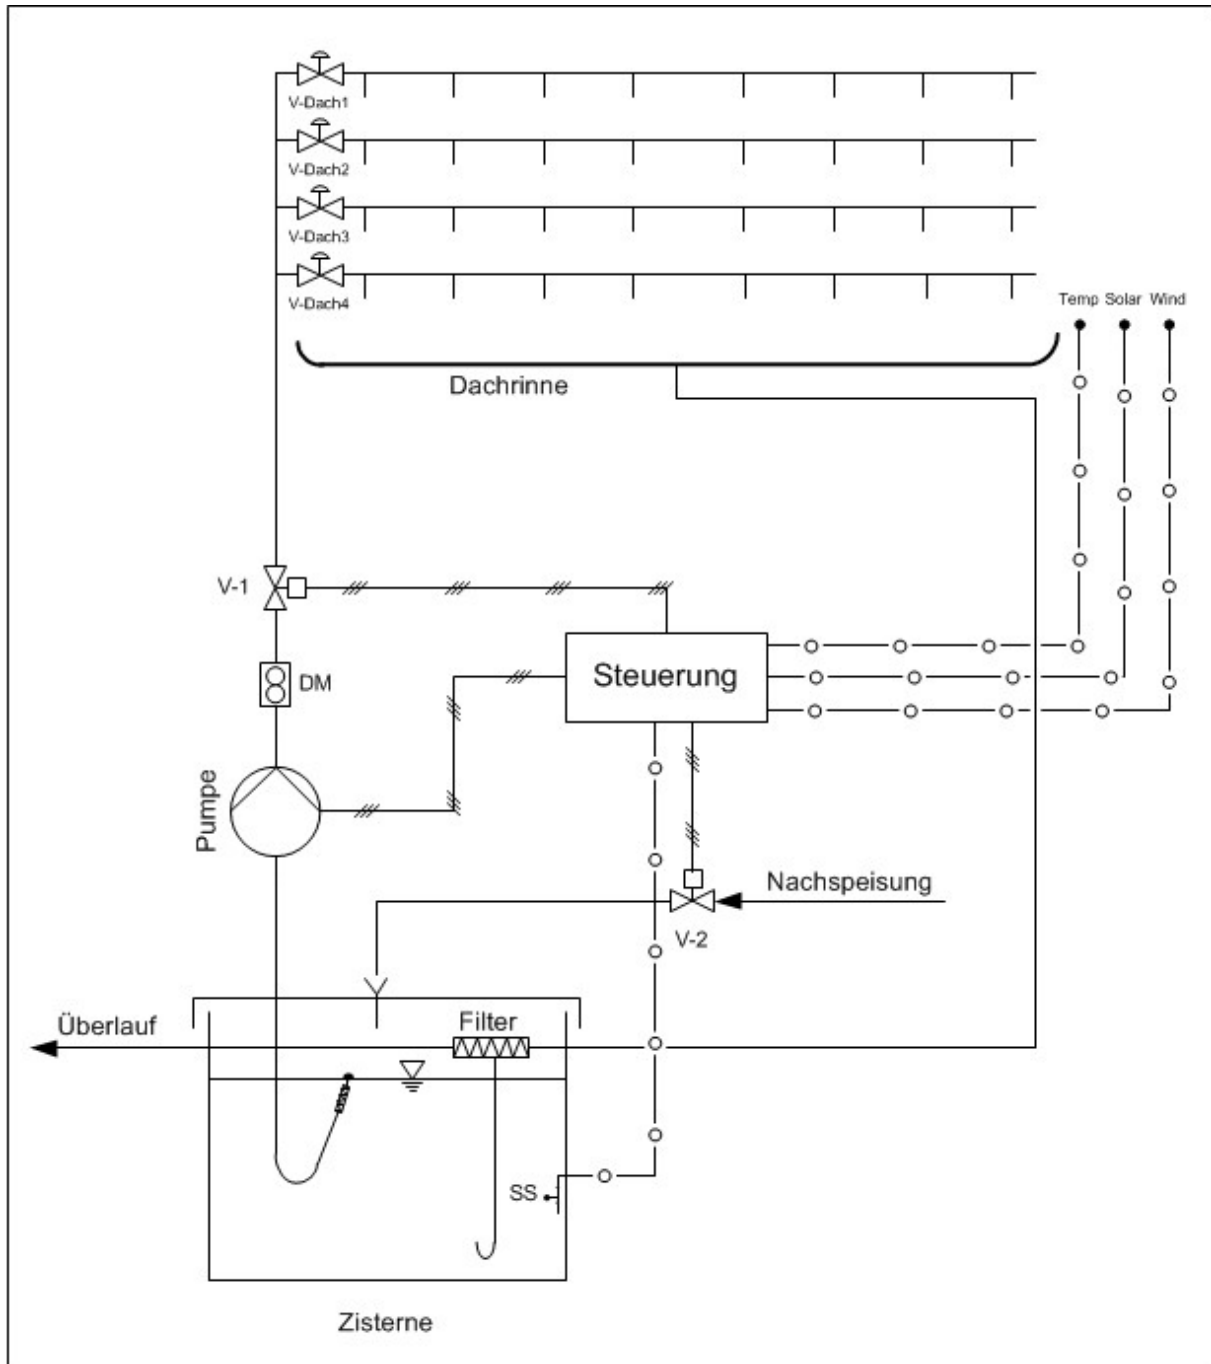 V-Dach1
V-Dach2
V-Dach3
V-Dach4
Temp Solar Wind
Dachrinne
V-1
Steuerung
DM
Pumpe
Nachspeisung
V-2
Überlauf
Filter
SS
Zisterne